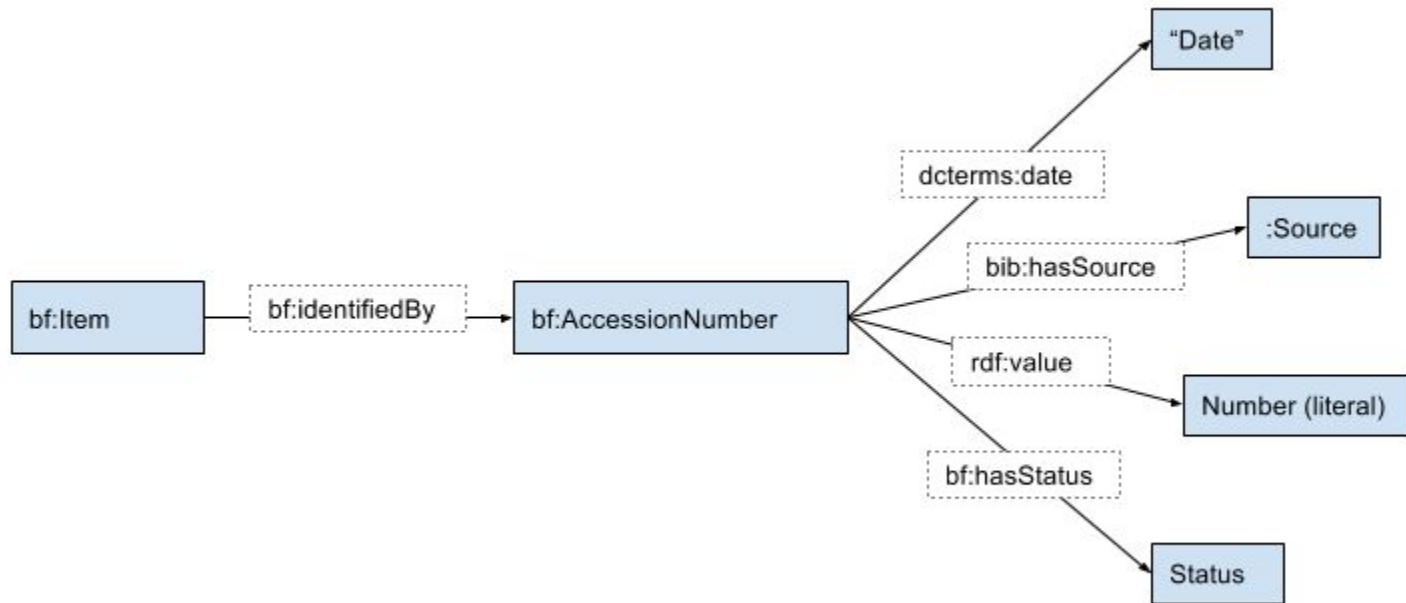 “Date”
dcterms:date
:Source
bib:hasSource
bf:Item
bf:identifiedBy
bf:AccessionNumber
rdf:value
Number (literal)
bf:hasStatus
Status